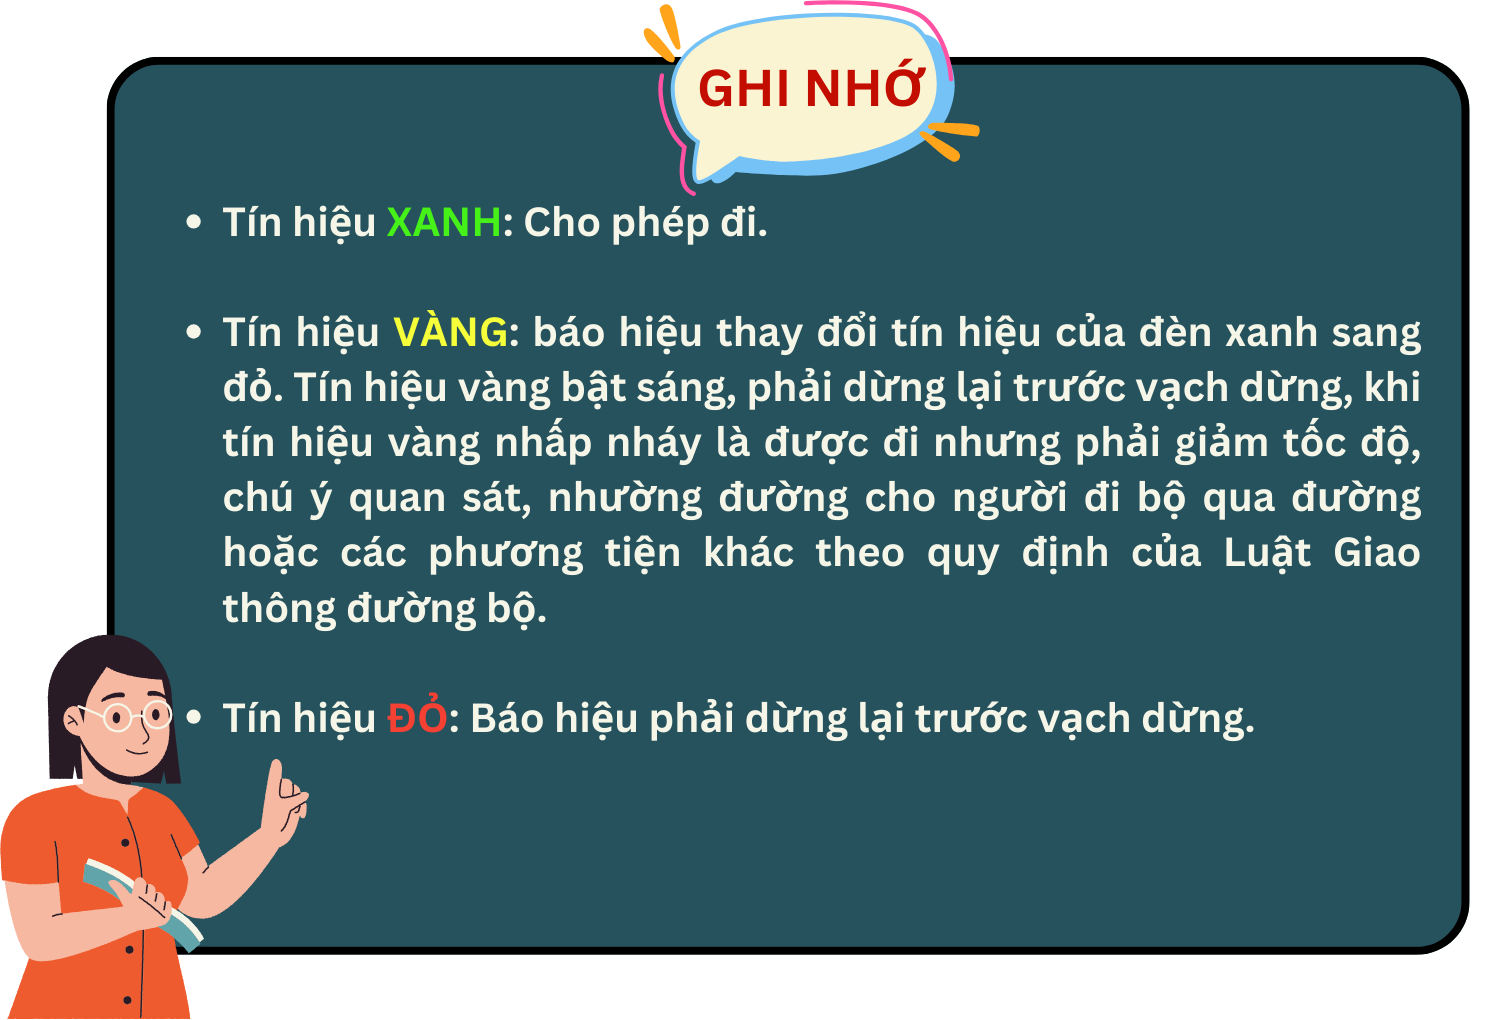 GHI NHỚ
• Tín hiệu XANH: Cho phép đi.
• Tín hiệu VÀNG: báo hiệu thay đổi tín hiệu của đèn xanh sang
đỏ. Tín hiệu vàng bật sáng, phải dừng lại trước vạch dừng, khi
tín hiệu vàng nhấp nháy là được đi nhưng phải giảm tốc độ,
chú ý quan sát, nhường đường cho người đi bộ qua đường
hoặc các phương tiện khác theo quy định của Luật Giao
thông đường bộ.
• Tín hiệu ĐỎ: Báo hiệu phải dừng lại trước vạch dừng.